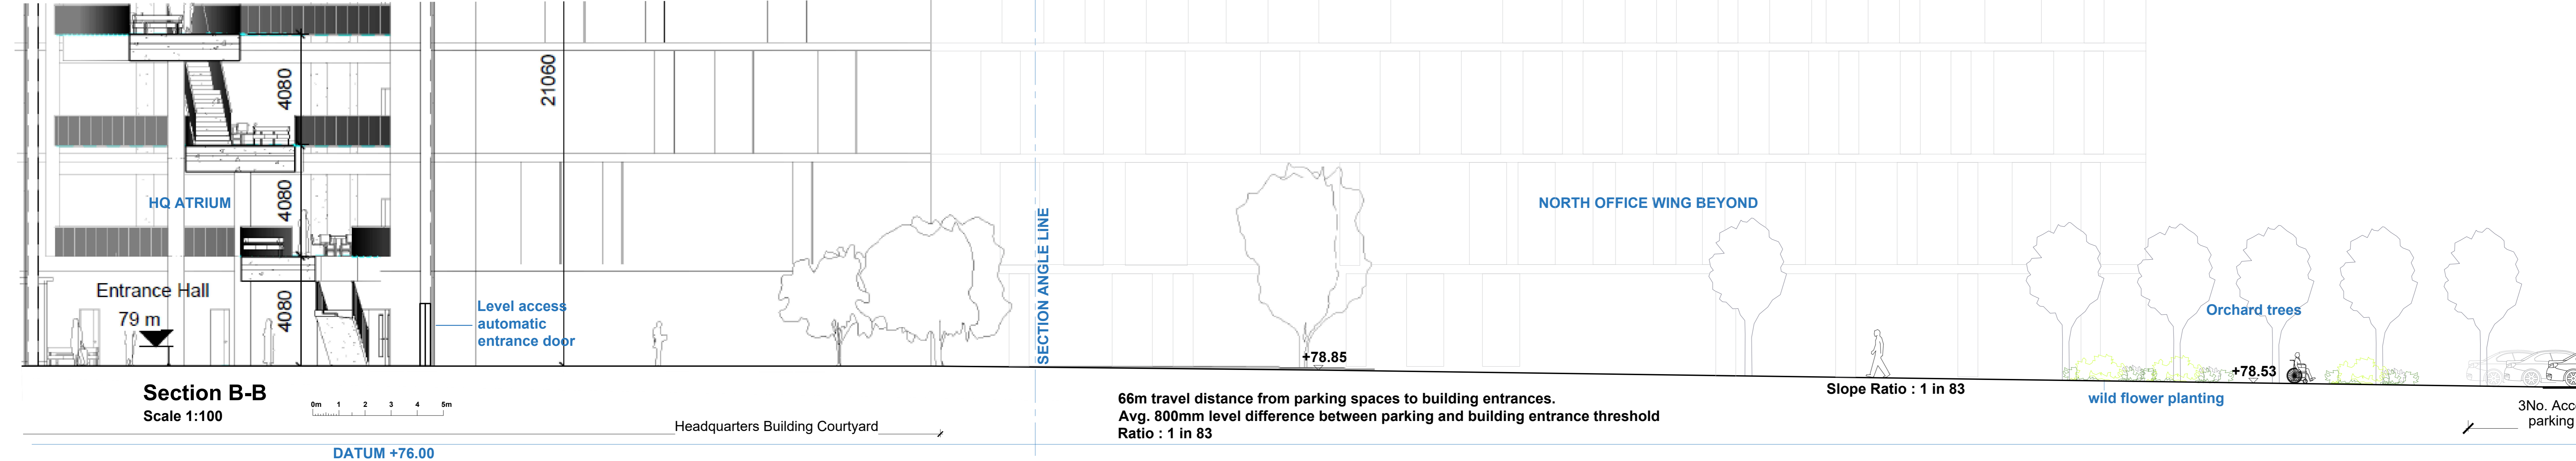 4080
21060
4080
HQ ATRIUM
NORTH OFFICE WING BEYOND
SECTION ANGLE LINE
Entrance Hall
79 m
4080
Level access
automatic
entrance door
Orchard trees
+78.85
+78.53
Section B-B
Scale 1:100
0m 1 2 3 4 5m
66m travel distance from parking spaces to building entrances.
Avg. 800mm level difference between parking and building entrance threshold
Ratio : 1 in 83
Slope Ratio : 1 in 83
wild flower planting
3No. Acc
parking
Headquarters Building Courtyard
DATUM +76.00